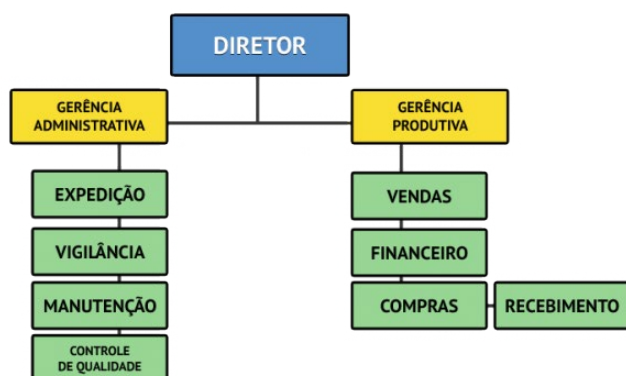 DIRETOR
GERÊNCIA
ADMINISTRATIVA
EXPEDIÇÃO
VIGILÂNCIA
MANUTENÇÃO
CONTROLE
DE QUALIDADE
GERÊNCIA
PRODUTIVA
VENDAS
FINANCEIRO
COMPRAS
RECEBIMENTO